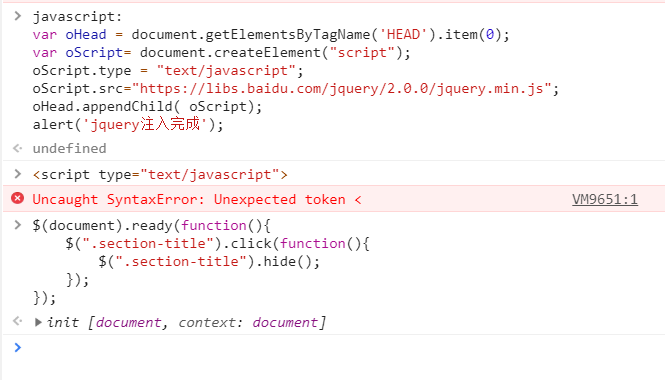 javascript:
var oHead = document.getElementsByTagName('HEAD').item(0);
var oScript= document.createElement("script");
oScript.type = "text/javascript";
oScript.src="https://libs.baidu.com/jquery/2.0.0/jquery.min.js";
oHead.appendChild( oScript);
alert('jquery注入完成');
undefined
<script type="text/javascript">
Uncaught SyntaxError: Unexpected token < VM9651:1
$(document).ready(function(){
    $(".section-title").click(function(){
        $(".section-title").hide();
    });
});
init [document, context: document]